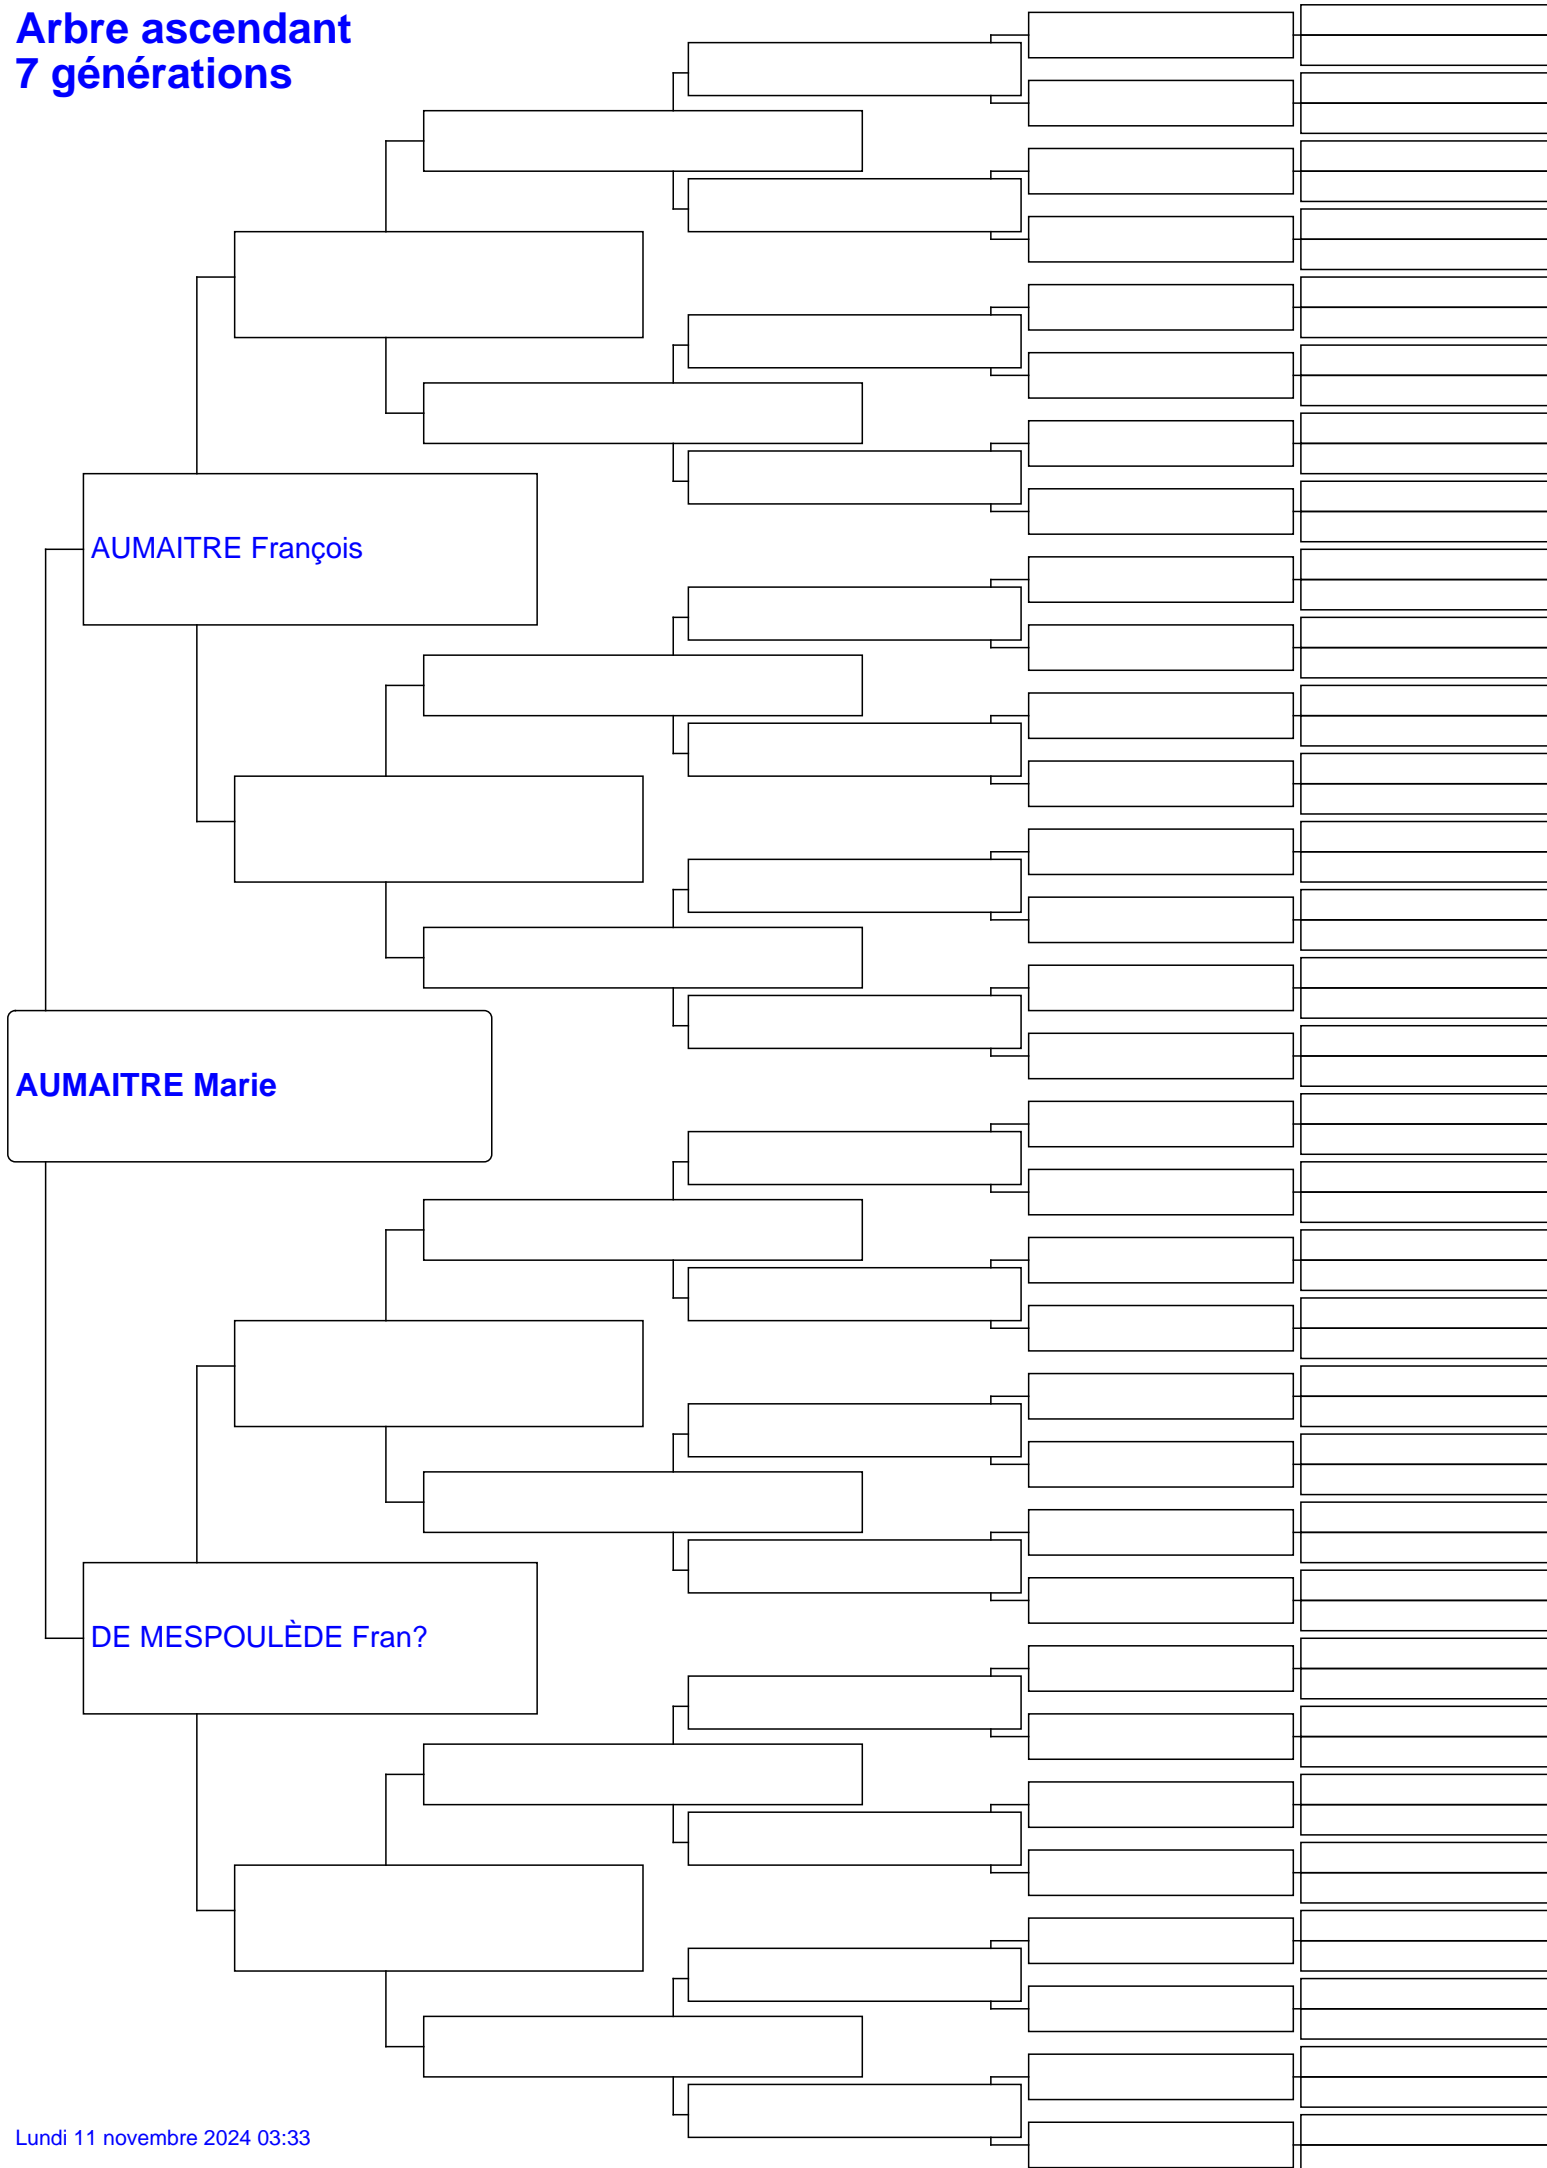 Arbre ascendant
7 générations
AUMAITRE François
AUMAITRE Marie
DE MESPOULÈDE Fran?
Lundi 11 novembre 2024 03:33